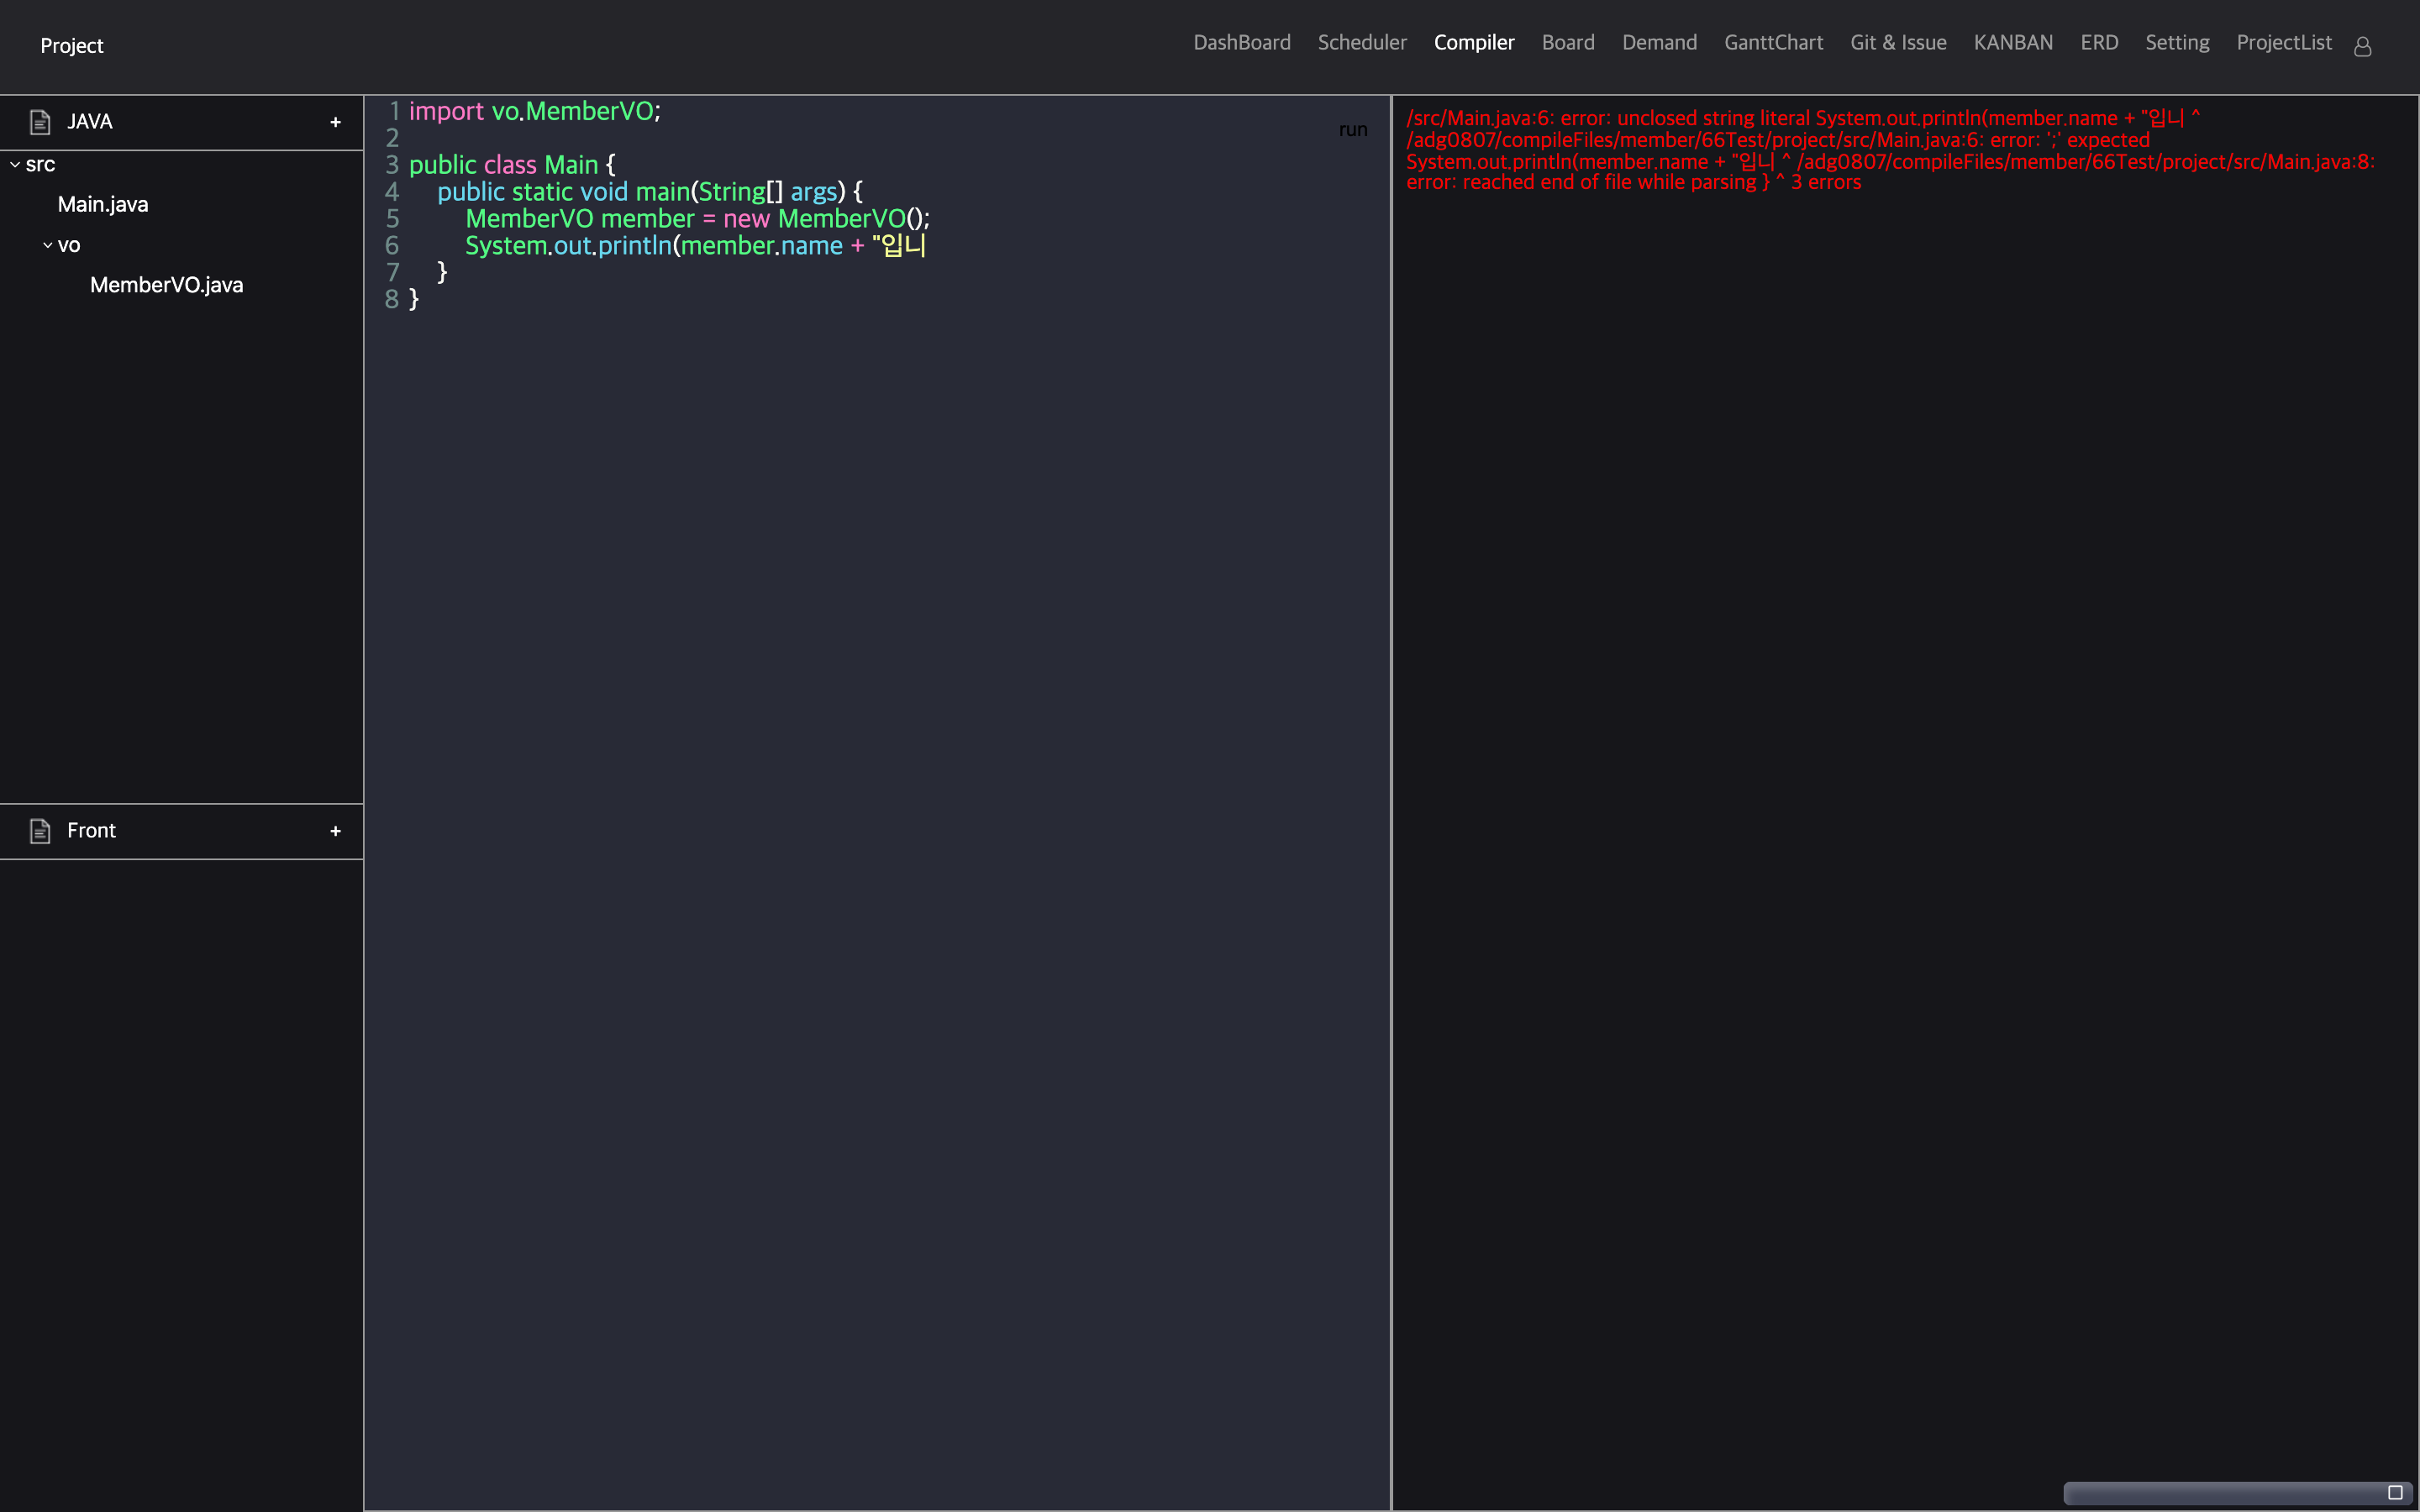 Project
DashBoard Scheduler Compiler Board Demand GanttChart Git & Issue KANBAN ERD Setting ProjectList
JAVA +
src
Main.java
vo
MemberVO.java
Front +
1 import vo.MemberVO;
run
2
3 public class Main {
4 public static void main(String[] args) {
5 MemberVO member = new MemberVO();
6 System.out.println(member.name + "입니
7 }
8 }
/src/Main.java:6: error: unclosed string literal System.out.println(member.name + "입니 ^
/adg0807/compileFiles/member/66Test/project/src/Main.java:6: error: ';' expected
System.out.println(member.name + "입니 ^ /adg0807/compileFiles/member/66Test/project/src/Main.java:8:
error: reached end of file while parsing } ^ 3 errors